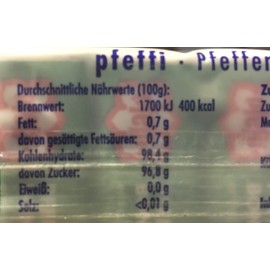 pfeffi · Pfeffer
Durchschnittliche Nährwerte (100g):
Brennwert: 1700 kJ 400 kcal
Fett: 0,7 g
davon gesättigte Fettsäuren: 0,7 g
Kohlenhydrate: 98,4 g
davon Zucker: 96,8 g
Eiweß: 0,0 g
Salz: <0,01 g